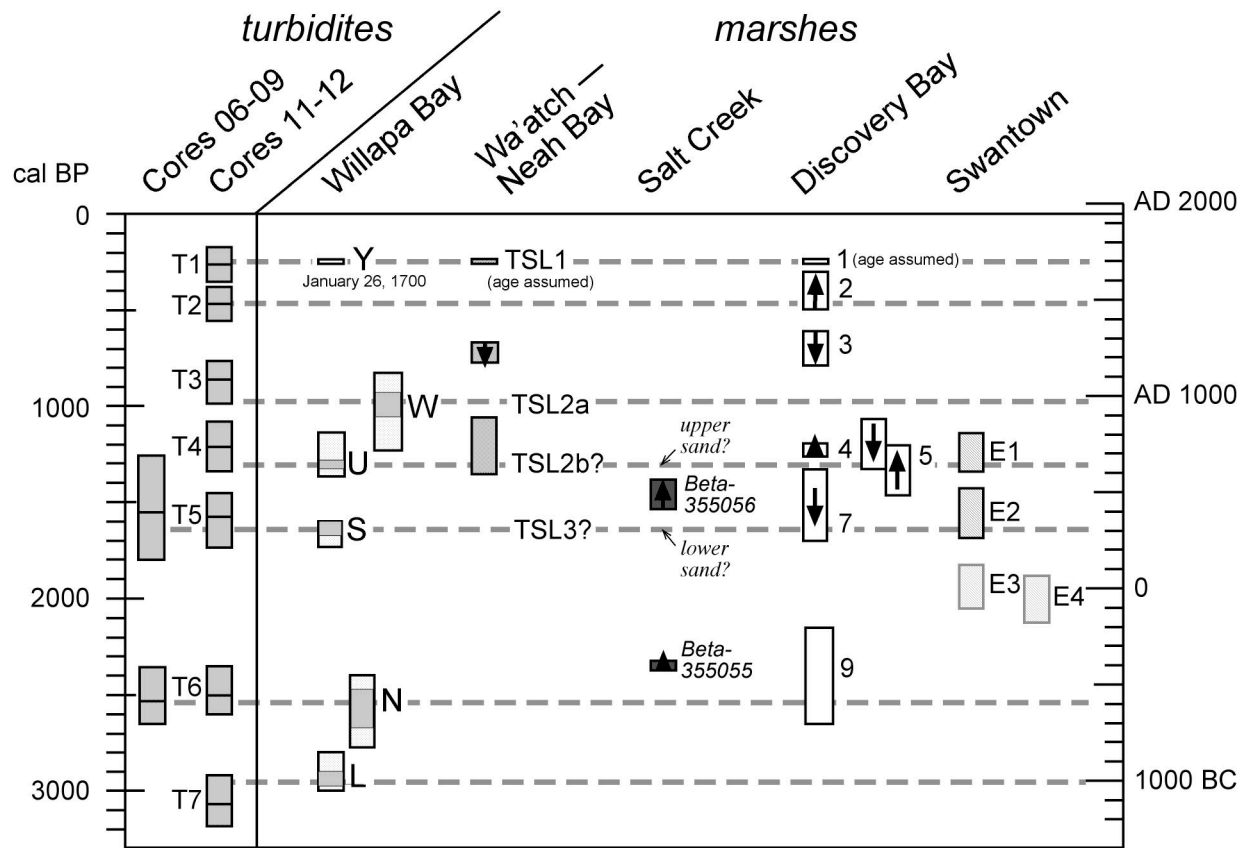 turbidites
marshes
Cores 06-09
Cores 11-12
Willapa Bay
Wa'atch –
Neah Bay
Salt Creek
Discovery Bay
Swantown
cal BP
0
1000
2000
3000
AD 2000
AD 1000
0
1000 BC
T1
T2
T3
T4
T5
T6
T7
Y
January 26, 1700
W
U
S
N
L
TSL1
(age assumed)
TSL2a
TSL2b?
TSL3?
upper
sand?
Beta-
355056
lower
sand?
Beta-
355055
1 (age assumed)
2
3
4
5
7
9
E1
E2
E3
E4